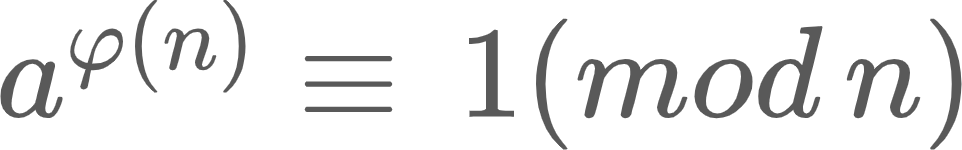 a^{φ(n)} ≡ 1(mod n)